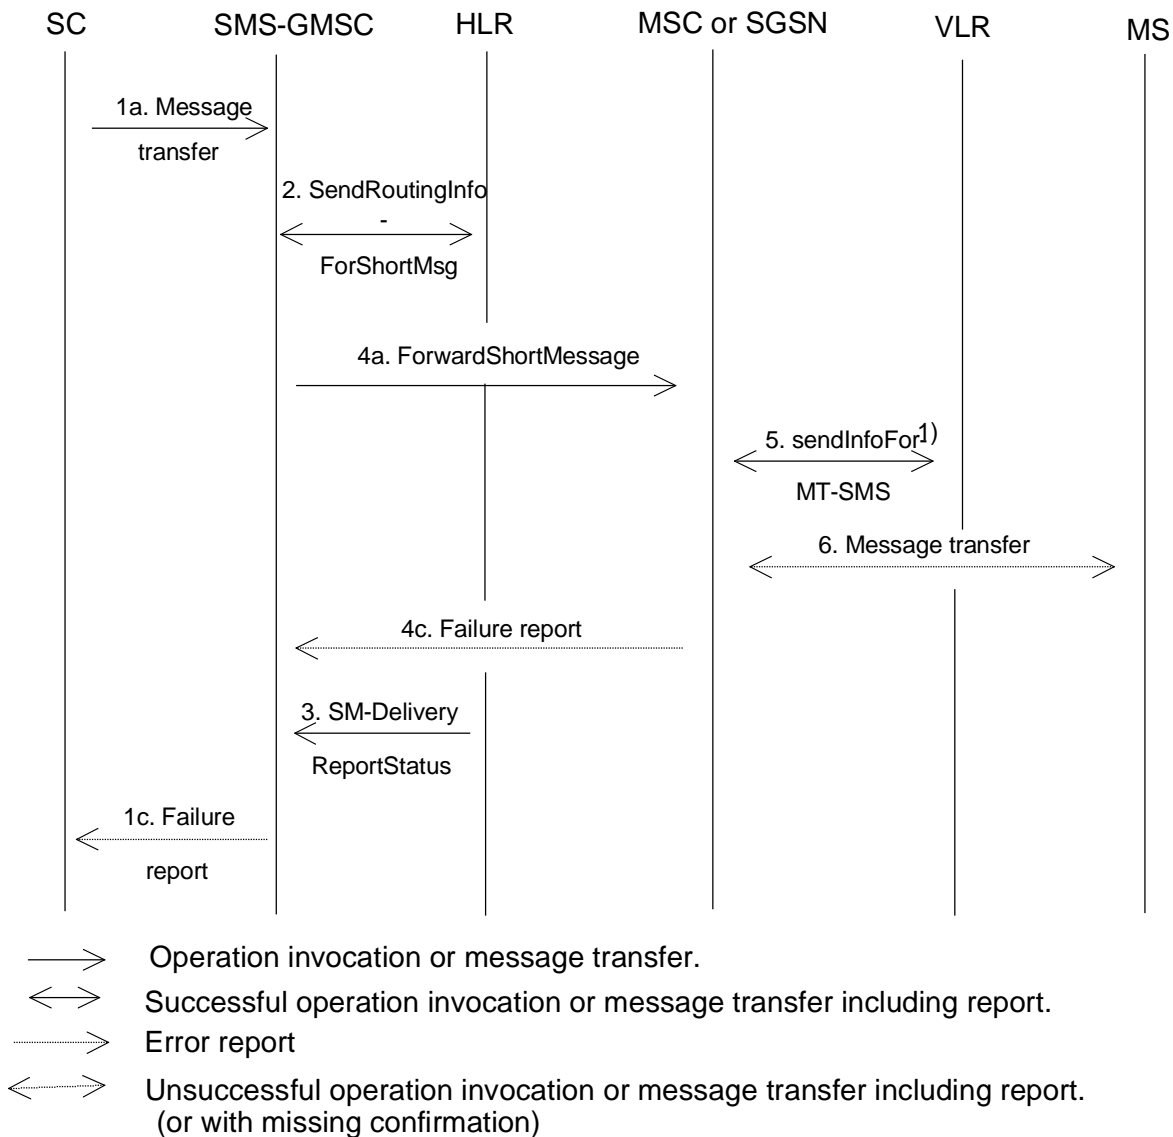 SC SMS-GMSC HLR MSC or SGSN VLR MS
1a. Message
transfer
2. SendRoutingInfo
-
ForShortMsg
4a. ForwardShortMessage
5. sendInfoFor- 1)
MT-SMS
6. Message transfer
4c. Failure report
3. SM-Delivery
ReportStatus
1c. Failure
report
Operation invocation or message transfer.
Successful operation invocation or message transfer including report.
Error report
Unsuccessful operation invocation or message transfer including report.
(or with missing confirmation)